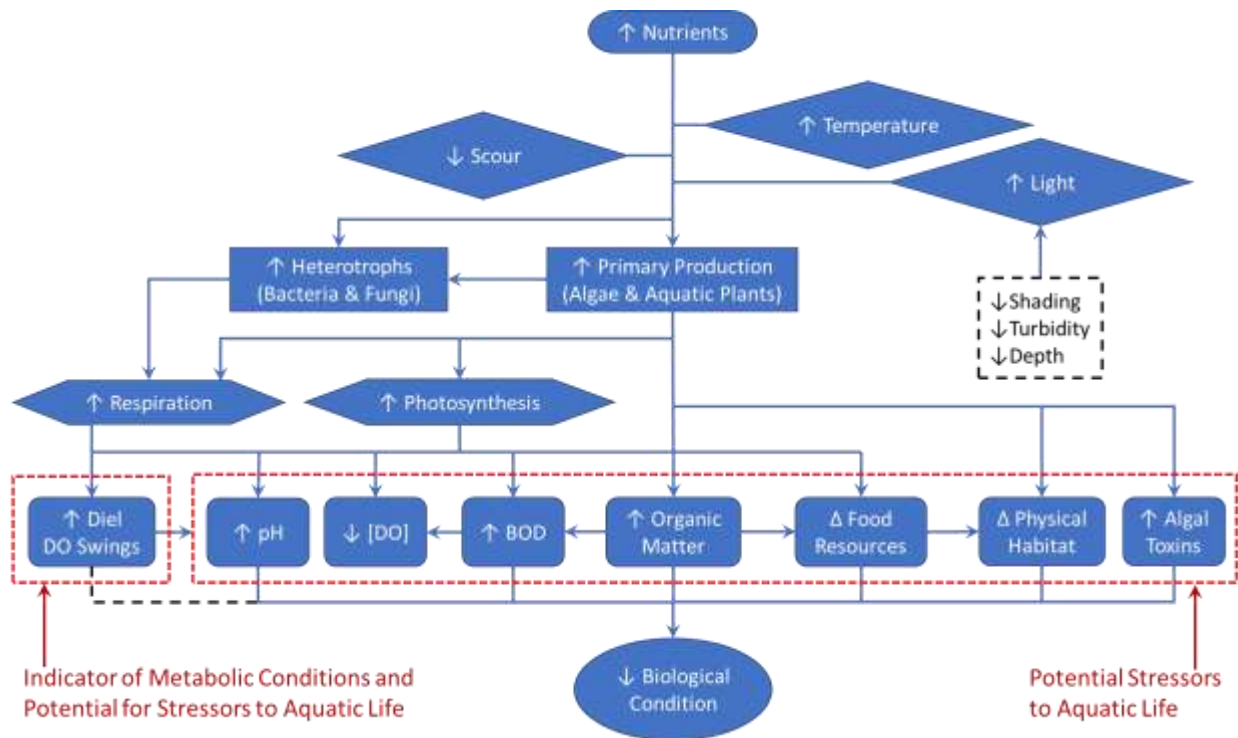 ↑ Nutrients
↑ Temperature
↓ Scour
↑ Light
↑ Heterotrophs
(Bacteria & Fungi)
↑ Primary Production
(Algae & Aquatic Plants)
↓Shading
↓Turbidity
↓Depth
↑ Respiration
↑ Photosynthesis
↑ Diel
DO Swings
↑ pH
↓ [DO]
↑ BOD
↑ Organic
Matter
Δ Food
Resources
Δ Physical
Habitat
↑ Algal
Toxins
Indicator of Metabolic Conditions and
Potential for Stressors to Aquatic Life
↓ Biological
Condition
Potential Stressors
to Aquatic Life